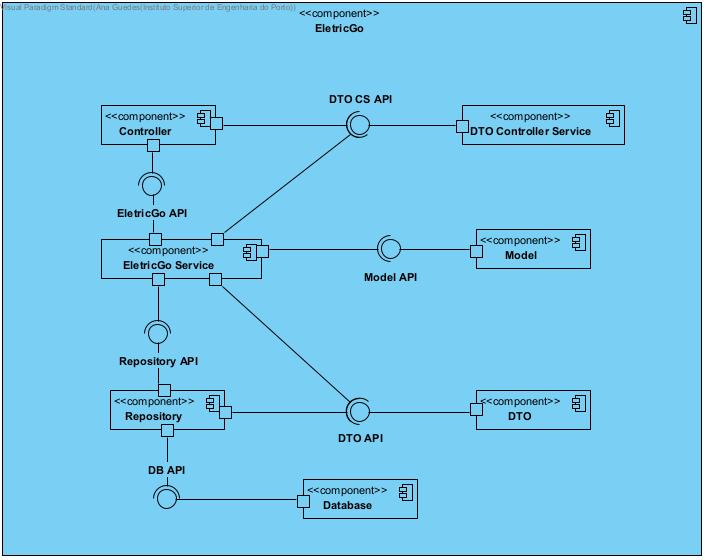 Visual Paradigm Standard(Ana Guedes(Instituto Superior de Engenharia do Porto))
<<component>>
EletricGo
DTO CS API
<<component>>
Controller
<<component>>
DTO Controller Service
EletricGo API
<<component>>
EletricGo Service
<<component>>
Model
Model API
Repository API
<<component>>
Repository
<<component>>
DTO
DTO API
DB API
<<component>>
Database